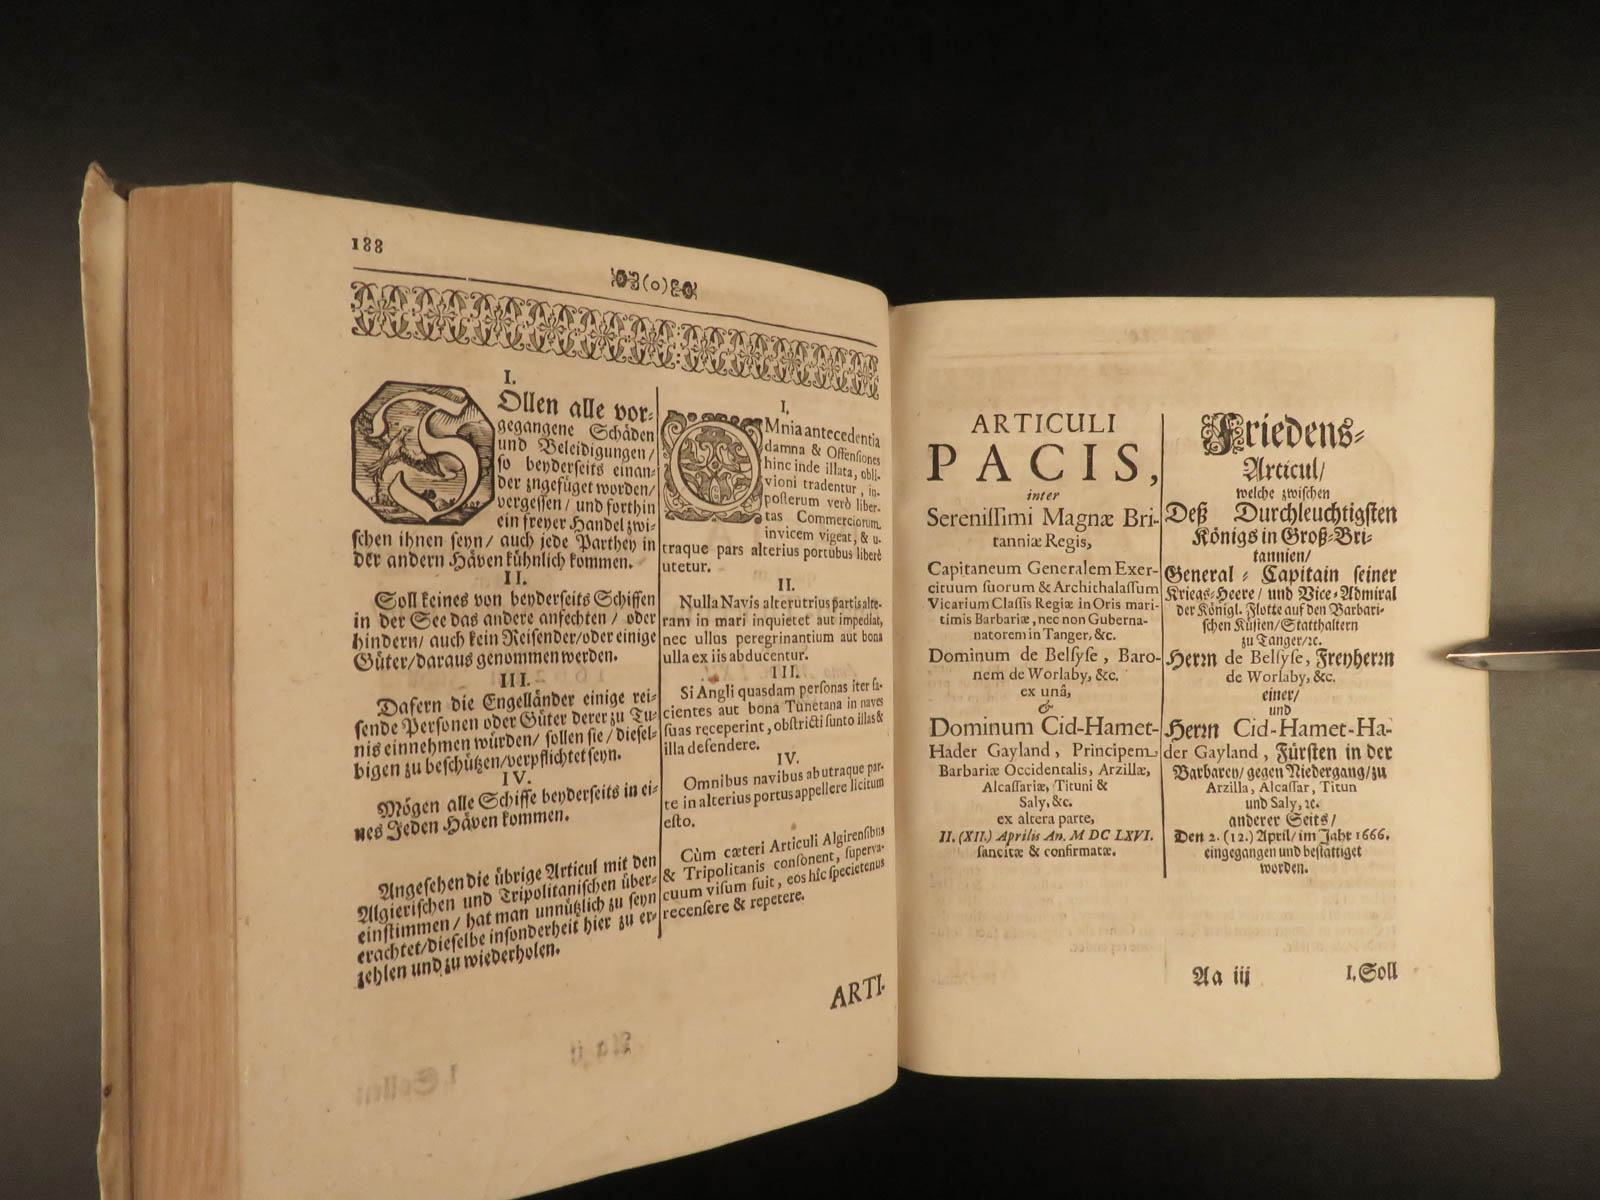 188
(o)
I.
SOllen alle vor-
gegangene Schäden
und Beleidigungen/
so beyderseits einan-
der zugefüget worden/
vergessen / und forthin
ein freyer Handel zwi-
schen ihnen seyn/ auch jede Parthey in
der andern Häven kühnlich kommen.
II.
Soll keines von beyderseits Schiffen
in der See das andere anfechten / oder
hindern/ auch kein Reisender/oder einige
Güter/daraus genommen werden.
III.
Dafern die Engelländer einige rei-
sende Personen oder Güter derer zu Tu-
nis einnehmen würden/ sollen sie / diesel-
bigen zu beschützen/verpflichtet seyn.
IV.
Mögen alle Schiffe beyderseits in ei-
nes Jeden Häven kommen.
Angesehen die übrige Articul mit den
Algierischen und Tripolitanischen über-
einstimmen / hat man unnützlich zu seyn
erachtet/dieselbe insonderheit hier zu er-
zehlen und zu wiederholen.
I.
OMnia antecedentia
damna & Offensiones
hinc inde illata, obli-
vioni tradentur, in-
posterum verò liber-
tas Commerciorum
invicem vigeat, & u-
traque pars alterius portubus liberè
utetur.
II.
Nulla Navis alterutrius partis alte-
ram in mari inquietet aut impediat,
nec ullus peregrinantium aut bona
ulla ex iis abducentur.
III.
Si Angli quasdam personas iter fa-
cientes aut bona Tunetana in naves
suas receperint, obstricti sunto illas &
illa defendere.
IV.
Omnibus navibus ab utraque par-
te in alterius portus appellere licitum
esto.
Cùm cæteri Articuli Algirensibus
& Tripolitanis consonent, superva-
cuum visum fuit, eos hîc specietenus
recensere & repetere.
ARTI-
ARTICULI
PACIS,
inter
Serenissimi Magnæ Bri-
tanniæ Regis,
Capitaneum Generalem Exer-
cituum suorum & Archithalassum
Vicarium Classis Regiæ in Oris mari-
timis Barbariæ, nec non Guberna-
natorem in Tanger, &c.
Dominum de Belsyse, Baro-
nem de Worlaby, &c.
ex unâ,
&
Dominum Cid-Hamet-
Hader Gayland, Principem
Barbariæ Occidentalis, Arzillæ,
Alcassariæ, Tituni &
Saly, &c.
ex altera parte,
II. (XII.) Aprilis An. M DC LXVI.
sancitæ & confirmatæ.
Friedens-
Articul/
welche zwischen
Deß Durchleuchtigsten
Königs in Groß-Bri-
tannien/
General-Capitain seiner
Kriegs-Heere/ und Vice-Admiral
der Königl. Flotte auf den Barbari-
schen Küsten/Statthaltern
zu Tanger/rc.
Herrn de Belsyse, Freyherrn
de Worlaby, &c.
einer/
und
Herrn Cid-Hamet-Ha-
der Gayland, Fürsten in der
Barbarey/ gegen Niedergang/zu
Arzilla, Alcassar, Titun
und Saly, rc.
anderer Seits/
Den 2. (12.) April/ im Jahr 1666.
eingegangen und bestättiget
worden.
Aa iij
I. Soll